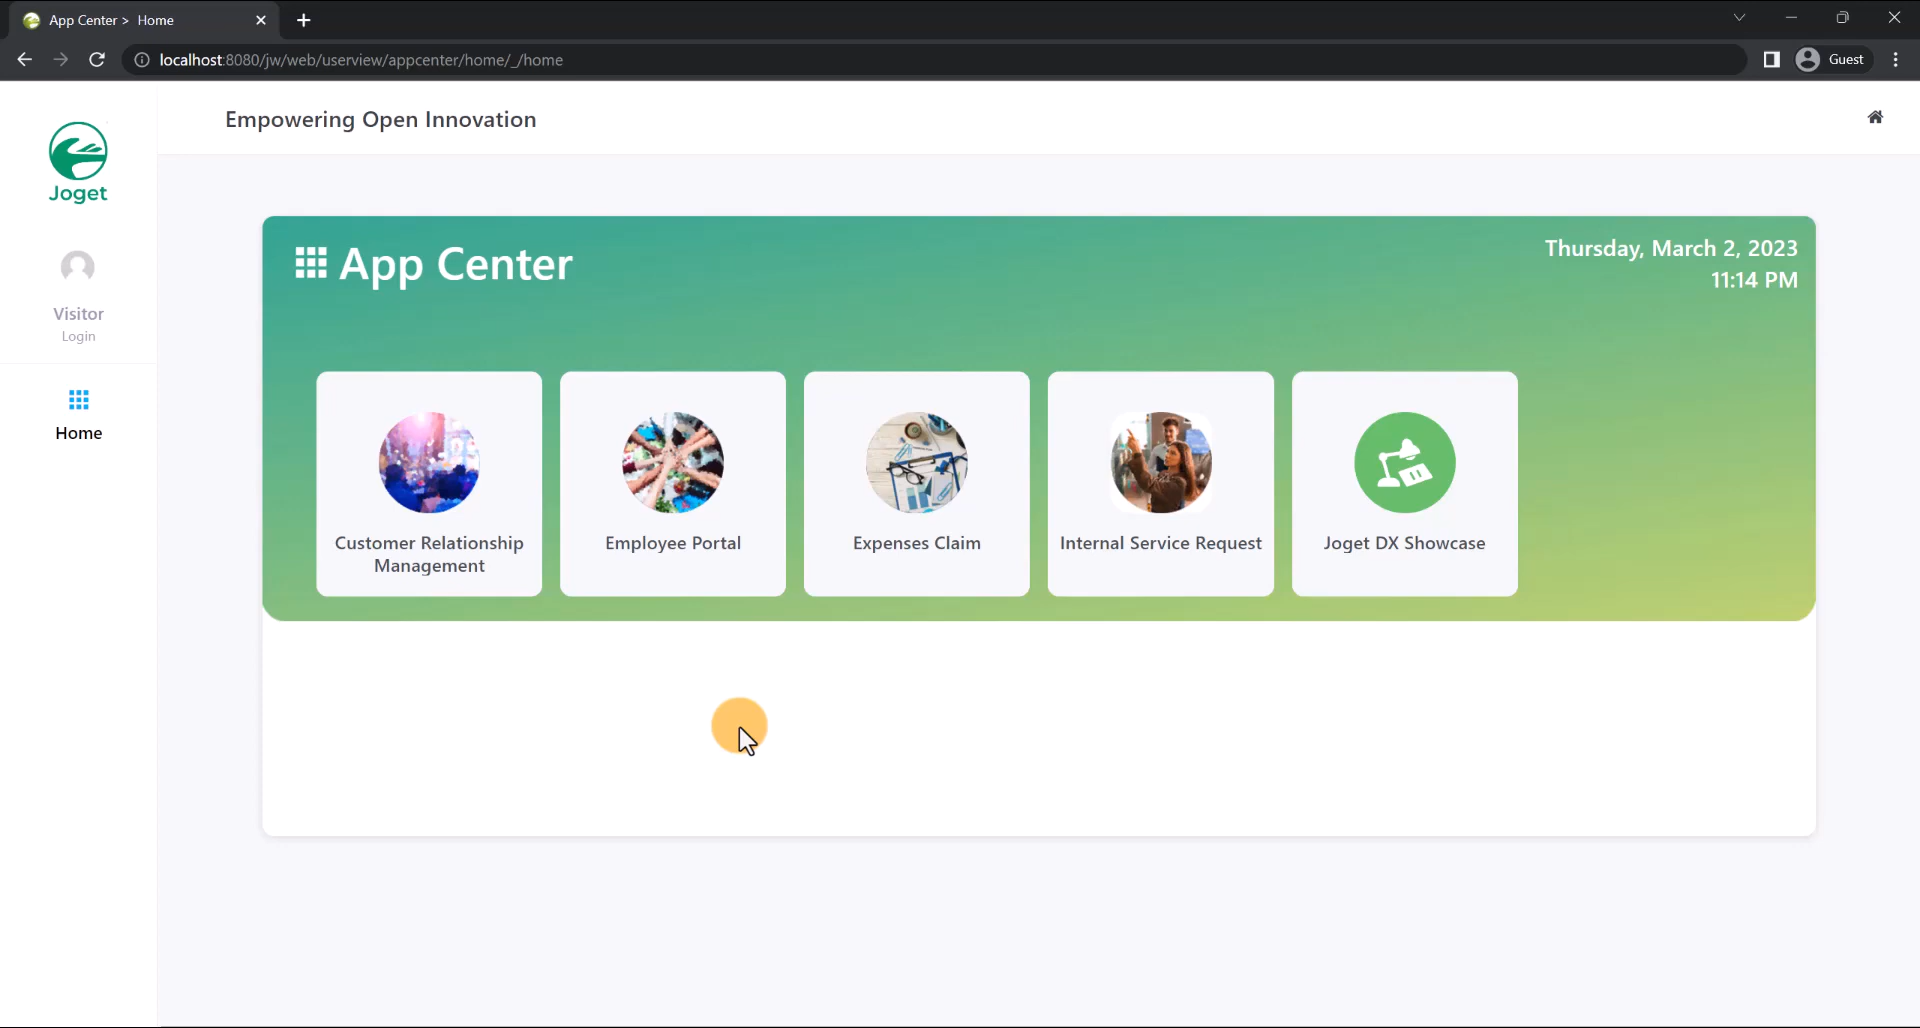 App Center > Home
localhost:8080/jw/web/userview/appcenter/home/_/home
Guest
Joget
Visitor
Login
Home
Empowering Open Innovation
App Center
Thursday, March 2, 2023
11:14 PM
Customer Relationship
Management
Employee Portal
Expenses Claim
Internal Service Request
Joget DX Showcase